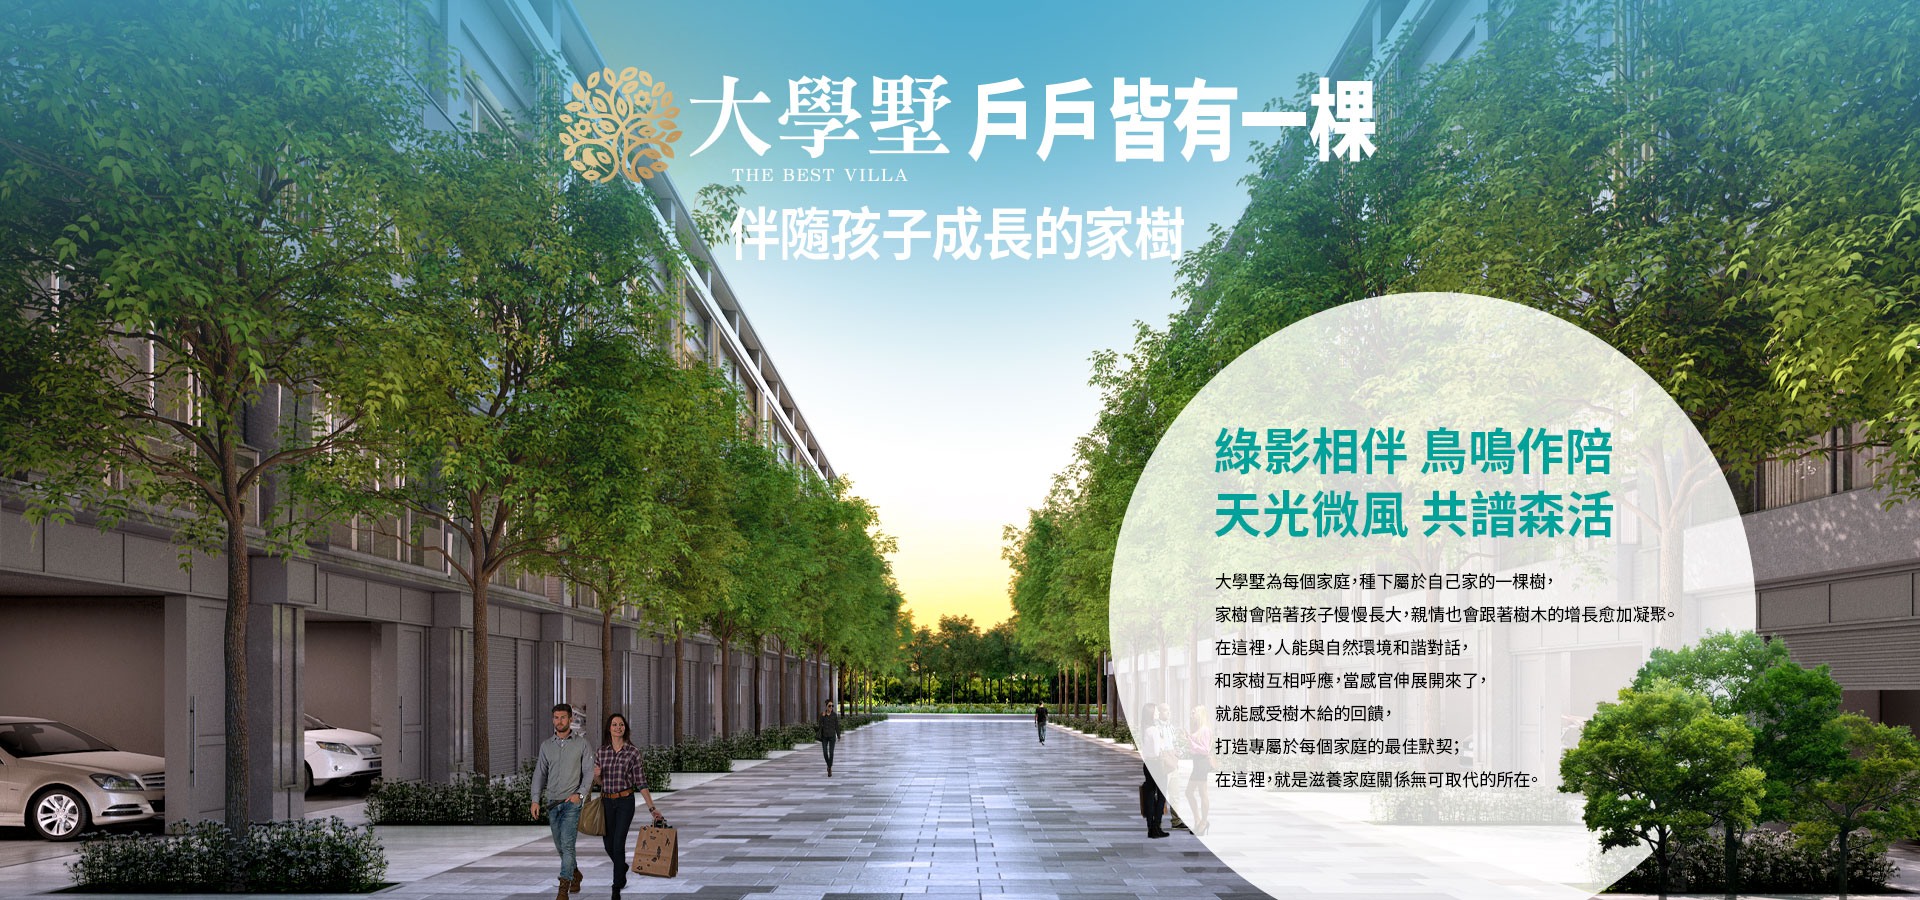 大學墅 戶戶皆有一棵
THE BEST VILLA
伴隨孩子成長的家樹
綠影相伴 鳥鳴作陪
天光微風 共譜森活
大學墅為每個家庭，種下屬於自己家的一棵樹，
家樹會陪著孩子慢慢長大，親情也會跟著樹木的增長愈加凝聚。
在這裡，人能與自然環境和諧對話，
和家樹互相呼應，當感官伸展開來了，
就能感受樹木給的回饋，
打造專屬於每個家庭的最佳默契；
在這裡，就是滋養家庭關係無可取代的所在。